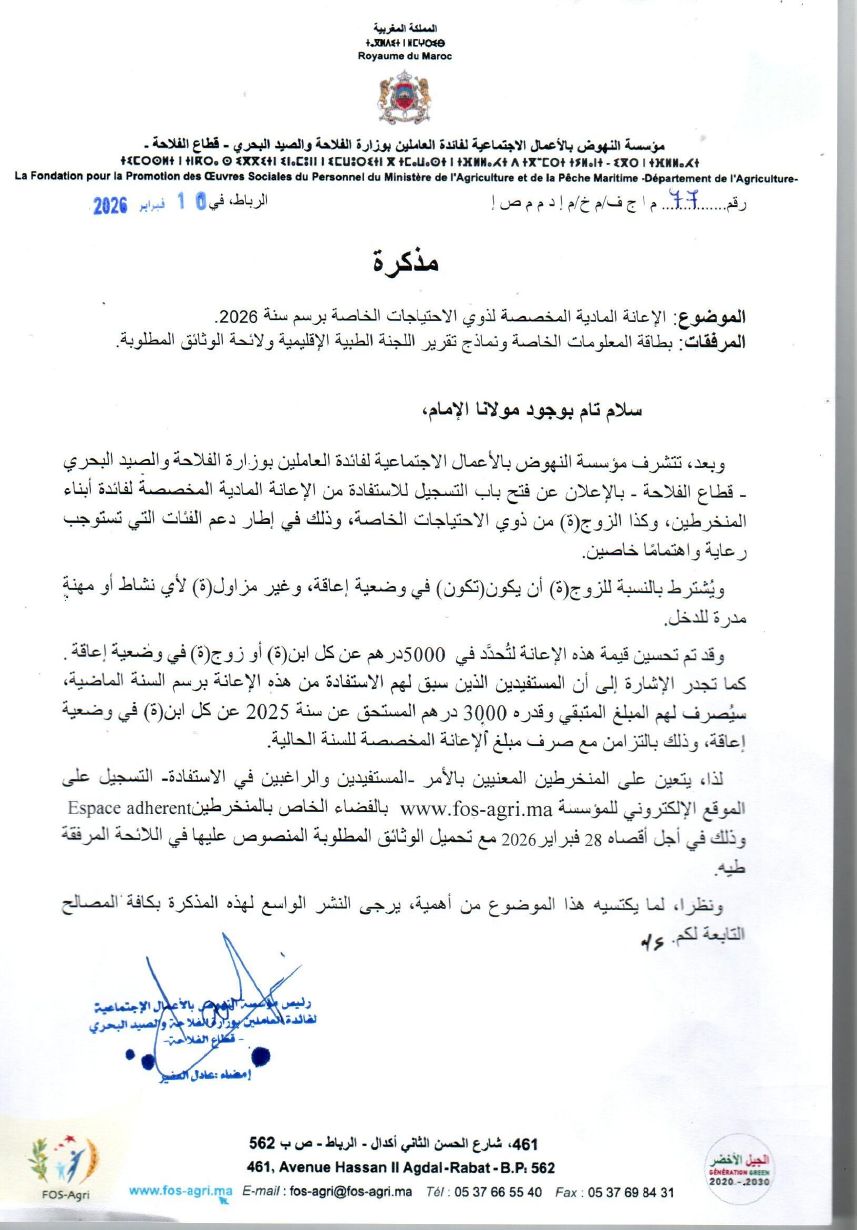 المملكة المغربية
ⵜⴰⴳⵍⴷⵉⵜ ⵏ ⵍⵎⵖⵔⵉⴱ
Royaume du Maroc
مؤسسة النهوض بالأعمال الاجتماعية لفائدة العاملين بوزارة الفلاحة والصيد البحري - قطاع الفلاحة -
La Fondation pour la Promotion des Œuvres Sociales du Personnel du Ministère de l'Agriculture et de la Pêche Maritime -Département de l'Agriculture-
رقم.......77.... م ا ج ف/م خ/م إ د م م ص إ
الرباط، في 10 فبراير 2026
مذكرة
الموضوع: الإعانة المادية المخصصة لذوي الاحتياجات الخاصة برسم سنة 2026.
المرفقات: بطاقة المعلومات الخاصة ونماذج تقرير اللجنة الطبية الإقليمية ولائحة الوثائق المطلوبة.
سلام تام بوجود مولانا الإمام،
وبعد، تتشرف مؤسسة النهوض بالأعمال الاجتماعية لفائدة العاملين بوزارة الفلاحة والصيد البحري
- قطاع الفلاحة - بالإعلان عن فتح باب التسجيل للاستفادة من الإعانة المادية المخصصة لفائدة أبناء
المنخرطين، وكذا الزوج(ة) من ذوي الاحتياجات الخاصة، وذلك في إطار دعم الفئات التي تستوجب
رعاية واهتمامًا خاصين.
ويُشترط بالنسبة للزوج(ة) أن يكون(تكون) في وضعية إعاقة، وغير مزاول(ة) لأي نشاط أو مهنةٍ
مدرة للدخل.
وقد تم تحسين قيمة هذه الإعانة لتُحدَّد في 5000درهم عن كل ابن(ة) أو زوج(ة) في وضعية إعاقة .
كما تجدر الإشارة إلى أن المستفيدين الذين سبق لهم الاستفادة من هذه الإعانة برسم السنة الماضية،
سيُصرف لهم المبلغ المتبقي وقدره 3000 درهم المستحق عن سنة 2025 عن كل ابن(ة) في وضعية
إعاقة، وذلك بالتزامن مع صرف مبلغ الإعانة المخصصة للسنة الحالية.
لذا، يتعين على المنخرطين المعنيين بالأمر -المستفيدين والراغبين في الاستفادة- التسجيل على
الموقع الإلكتروني للمؤسسة www.fos-agri.ma بالفضاء الخاص بالمنخرطينEspace adherent
وذلك في أجل أقصاه 28 فبراير2026 مع تحميل الوثائق المطلوبة المنصوص عليها في اللائحة المرفقة
طيه.
ونظرا، لما يكتسيه هذا الموضوع من أهمية، يرجى النشر الواسع لهذه المذكرة بكافة المصالح
التابعة لكم.
رئيس مؤسسة النهوض بالأعمال الإجتماعية
لفائدة العاملين بوزارة الفلاحة والصيد البحري
- قطاع الفلاحة-
إمضاء :عادل
461، شارع الحسن الثاني أكدال - الرباط - ص ب 562
461, Avenue Hassan II Agdal-Rabat - B.P: 562
www.fos-agri.ma E-mail : fos-agri@fos-agri.ma Tél : 05 37 66 55 40 Fax : 05 37 69 84 31
FOS-Agri
الجيل الأخضر
GÉNÉRATION GREEN
2020-2030